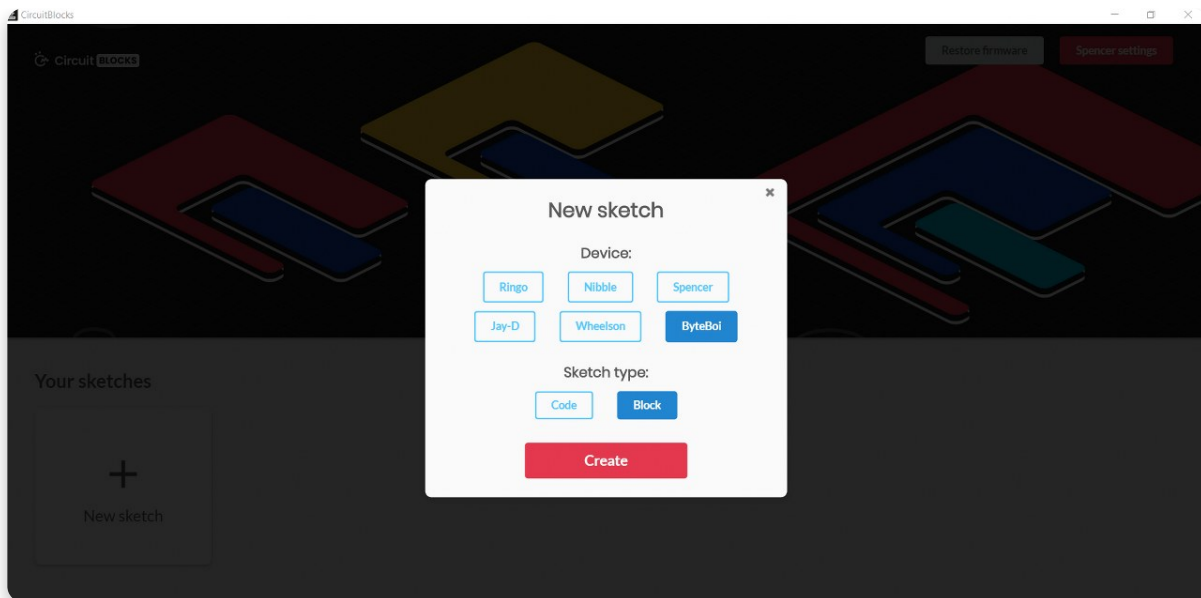 CircuitBlocks
Circuit BLOCKS
Restore firmware
Spencer settings
New sketch
Device:
Ringo Nibble Spencer
Jay-D Wheelson ByteBoi
Sketch type:
Code Block
Create
Your sketches
New sketch